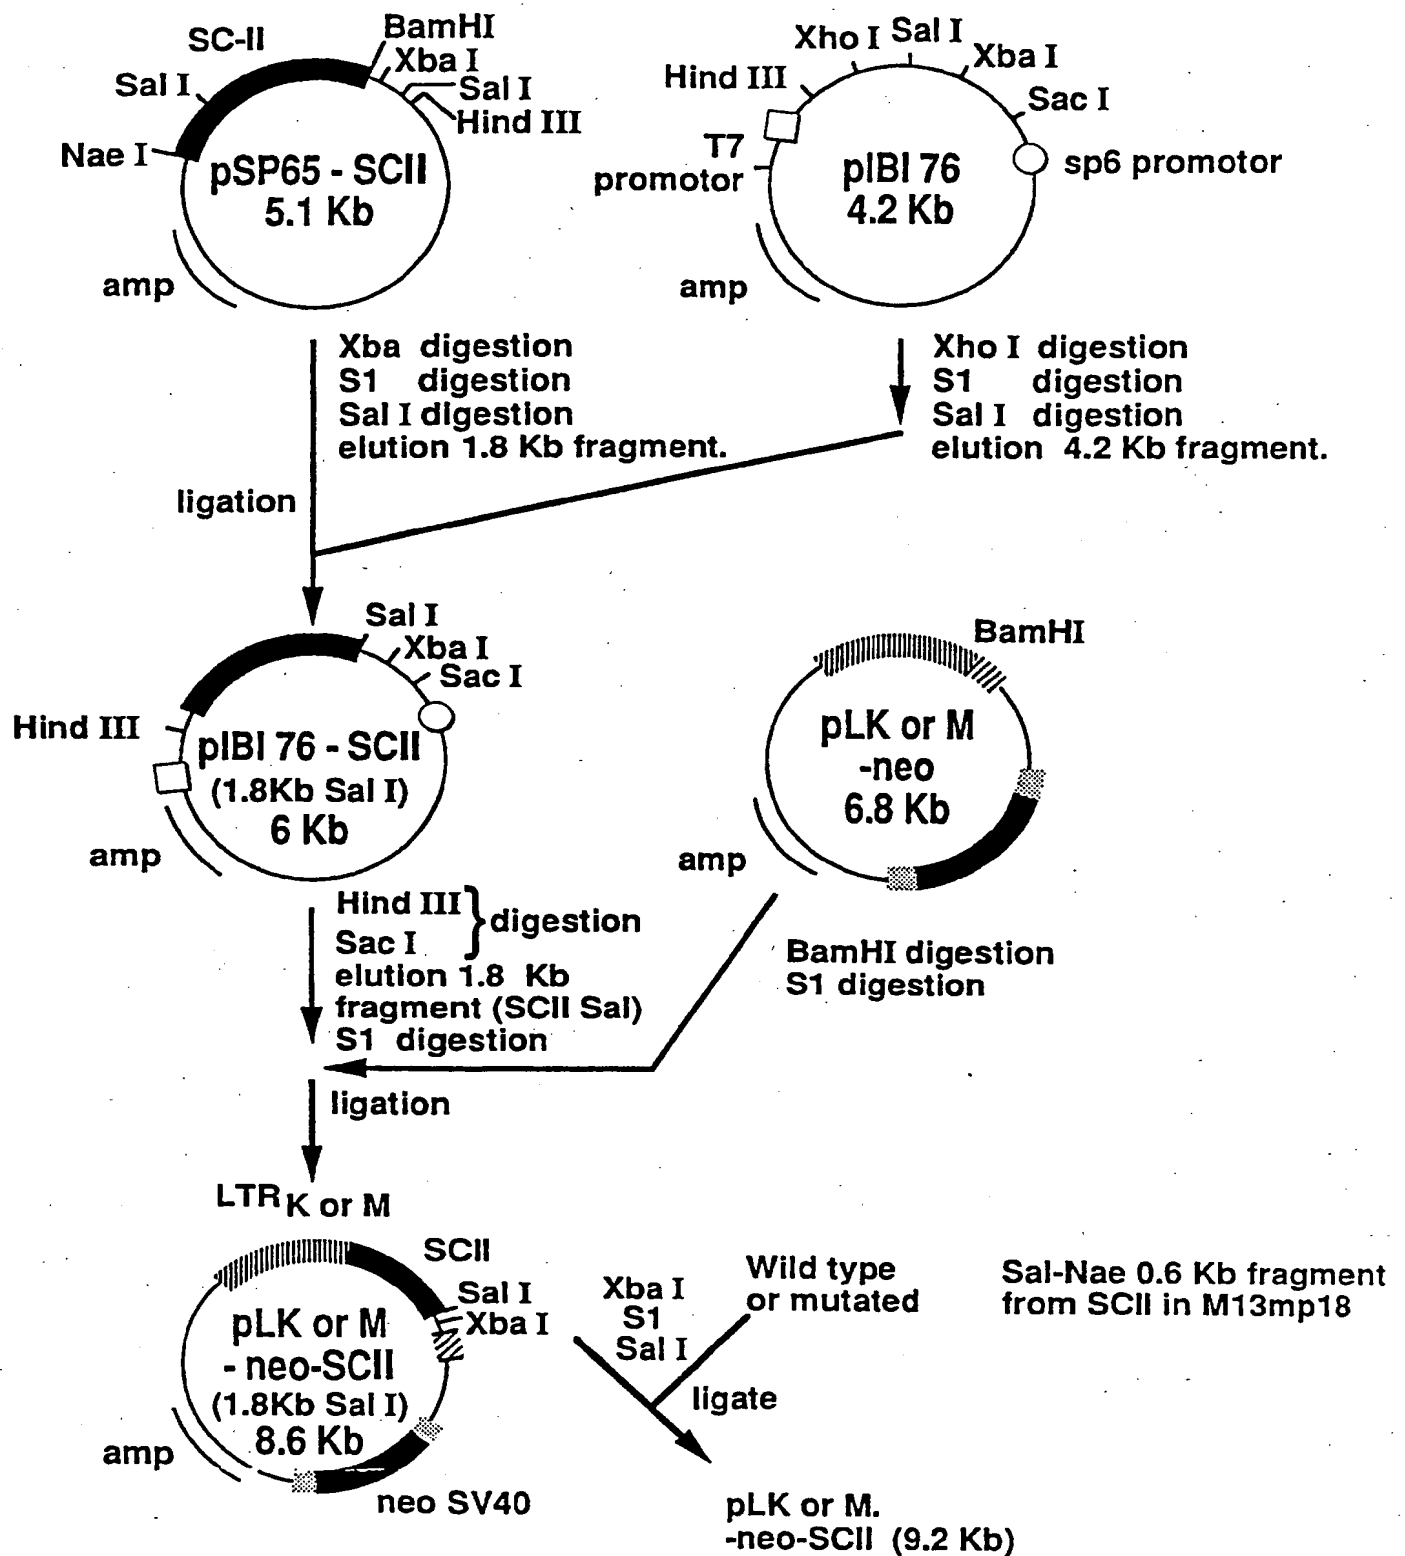 SC-II
BamHI
Xba I
Sal I
Sal I
Hind III
Nae I
pSP65 - SCII
5.1 Kb
amp
Xho I
Sal I
Xba I
Hind III
Sac I
T7
promotor
sp6 promotor
pIBI 76
4.2 Kb
amp
Xba digestion
S1 digestion
Sal I digestion
elution 1.8 Kb fragment.
Xho I digestion
S1 digestion
Sal I digestion
elution 4.2 Kb fragment.
ligation
Sal I
Xba I
Sac I
Hind III
pIBI 76 - SCII
(1.8Kb Sal I)
6 Kb
amp
BamHI
pLK or M
-neo
6.8 Kb
amp
Hind III
Sac I
} digestion
elution 1.8 Kb
fragment (SCII Sal)
S1 digestion
BamHI digestion
S1 digestion
ligation
LTR K or M
SCII
Sal I
Xba I
pLK or M
- neo-SCII
(1.8Kb Sal I)
8.6 Kb
amp
neo SV40
Xba I
S1
Sal I
Wild type
or mutated
Sal-Nae 0.6 Kb fragment
from SCII in M13mp18
ligate
pLK or M.
-neo-SCII (9.2 Kb)